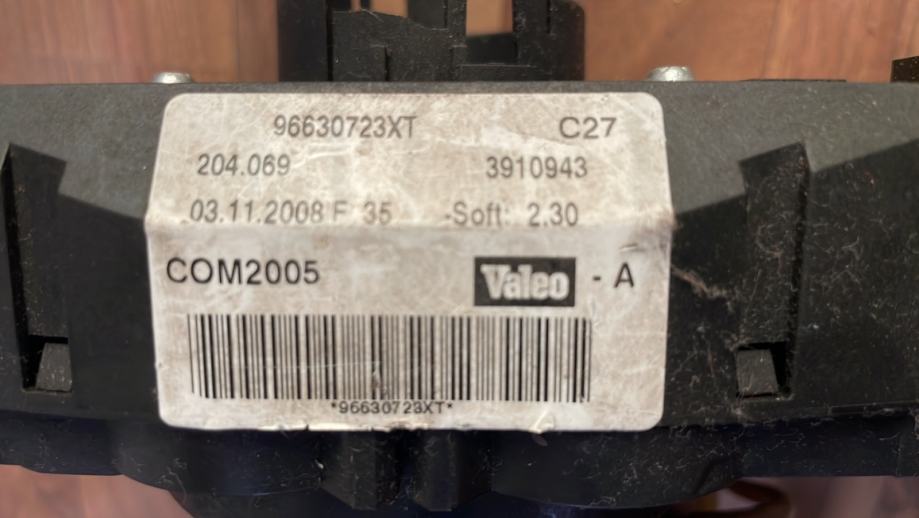 96630723XT C27
204.069 3910943
03.11.2008 F 35 -Soft: 2.30
COM2005 Valeo - A
*96630723XT*